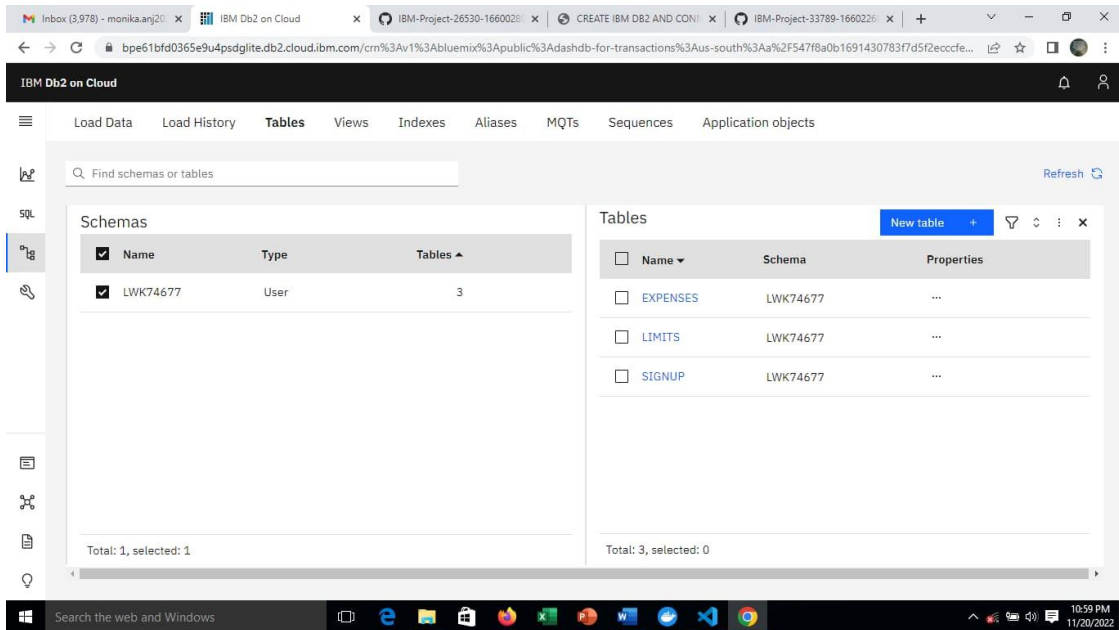 Inbox (3,978) - monika.anj20
IBM Db2 on Cloud
IBM-Project-26530-1660028
CREATE IBM DB2 AND CONN
IBM-Project-33789-1660226
bpe61bfd0365e9u4psdglite.db2.cloud.ibm.com/crn%3Av1%3Abluemix%3Apublic%3Adashdb-for-transactions%3Aus-south%3Aa%2F547f8a0b1691430783f7d5f2ecccfe...
IBM Db2 on Cloud
Load Data Load History Tables Views Indexes Aliases MQTs Sequences Application objects
Find schemas or tables
Refresh
SQL
Schemas
Name Type Tables
LWK74677 User 3
Total: 1, selected: 1
Tables
New table +
Name Schema Properties
EXPENSES LWK74677 ...
LIMITS LWK74677 ...
SIGNUP LWK74677 ...
Total: 3, selected: 0
Search the web and Windows
10:59 PM
11/20/2022